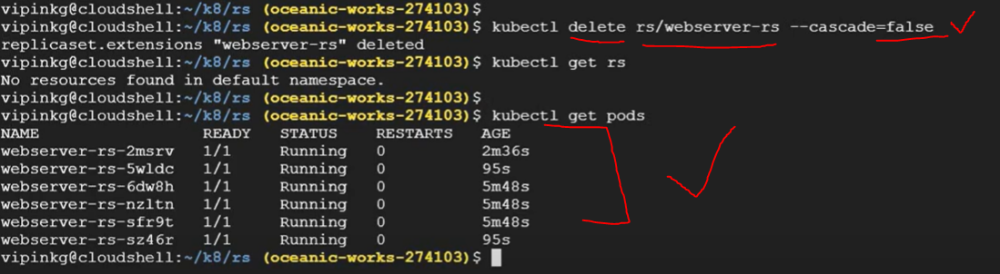 vipinkg@cloudshell:~/k8/rs (oceanic-works-274103)$
vipinkg@cloudshell:~/k8/rs (oceanic-works-274103)$ kubectl delete rs/webserver-rs --cascade=false
replicaset.extensions "webserver-rs" deleted
vipinkg@cloudshell:~/k8/rs (oceanic-works-274103)$ kubectl get rs
No resources found in default namespace.
vipinkg@cloudshell:~/k8/rs (oceanic-works-274103)$
vipinkg@cloudshell:~/k8/rs (oceanic-works-274103)$ kubectl get pods
NAME READY STATUS RESTARTS AGE
webserver-rs-2msrv 1/1 Running 0 2m36s
webserver-rs-5wldc 1/1 Running 0 95s
webserver-rs-6dw8h 1/1 Running 0 5m48s
webserver-rs-nzltn 1/1 Running 0 5m48s
webserver-rs-sfr9t 1/1 Running 0 5m48s
webserver-rs-sz46r 1/1 Running 0 95s
vipinkg@cloudshell:~/k8/rs (oceanic-works-274103)$